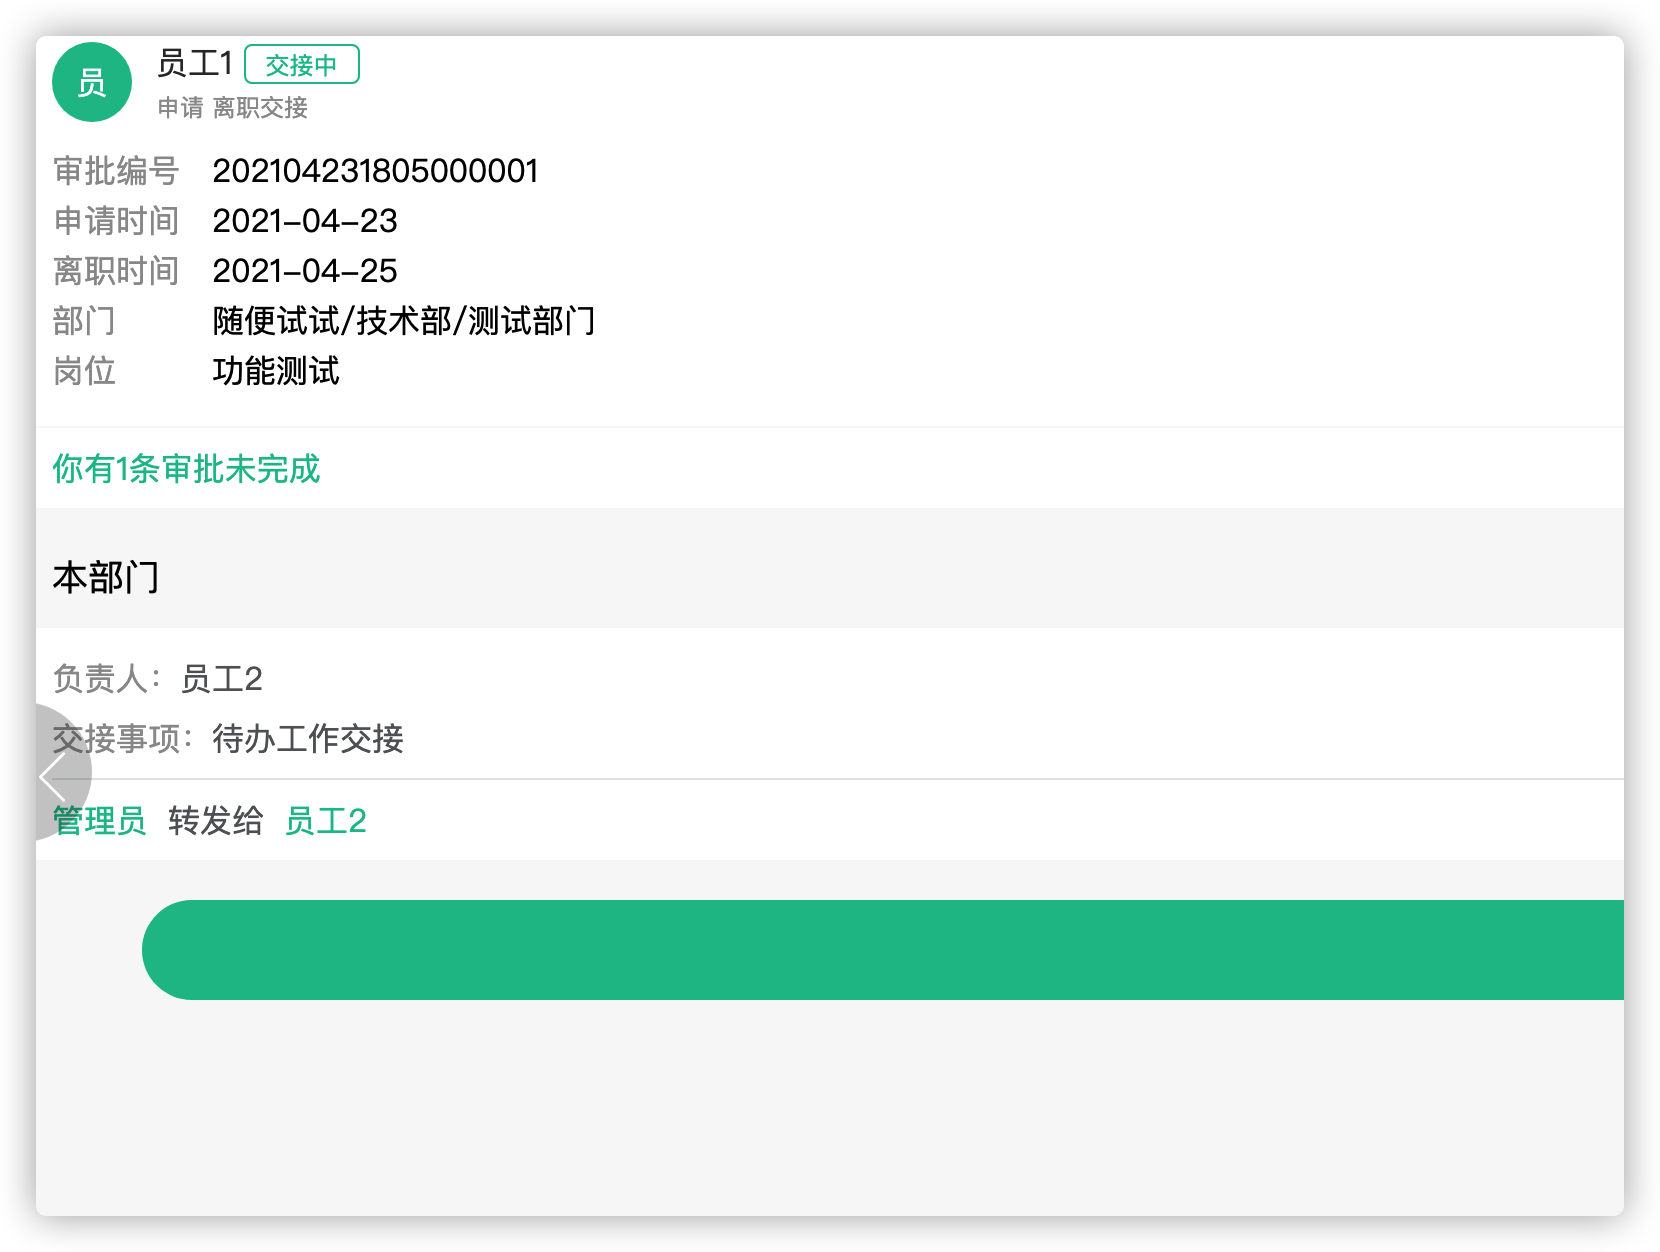 员
员工1 交接中
申请 离职交接
审批编号 202104231805000001
申请时间 2021-04-23
离职时间 2021-04-25
部门 随便试试/技术部/测试部门
岗位 功能测试
你有1条审批未完成
本部门
负责人：员工2
交接事项：待办工作交接
管理员 转发给 员工2